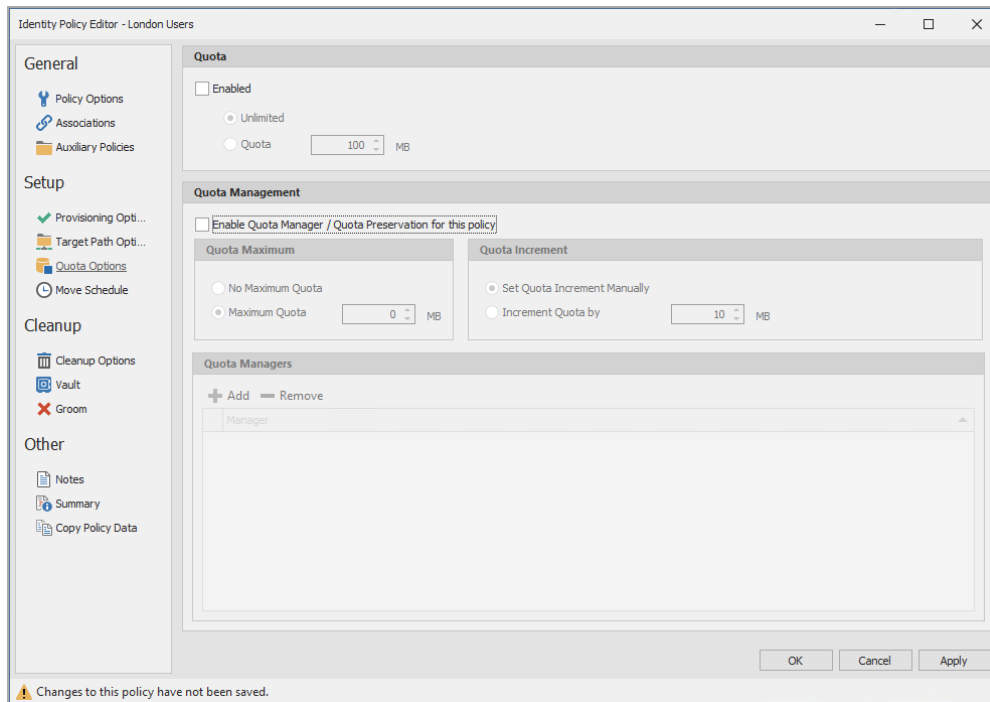 Identity Policy Editor - London Users
General
Policy Options
Associations
Auxiliary Policies
Setup
Provisioning Opti...
Target Path Opti...
Quota Options
Move Schedule
Cleanup
Cleanup Options
Vault
Groom
Other
Notes
Summary
Copy Policy Data
Quota
Enabled
Unlimited
Quota 100 MB
Quota Management
Enable Quota Manager / Quota Preservation for this policy
Quota Maximum
No Maximum Quota
Maximum Quota 0 MB
Quota Increment
Set Quota Increment Manually
Increment Quota by 10 MB
Quota Managers
Add Remove
Manager
OK Cancel Apply
Changes to this policy have not been saved.